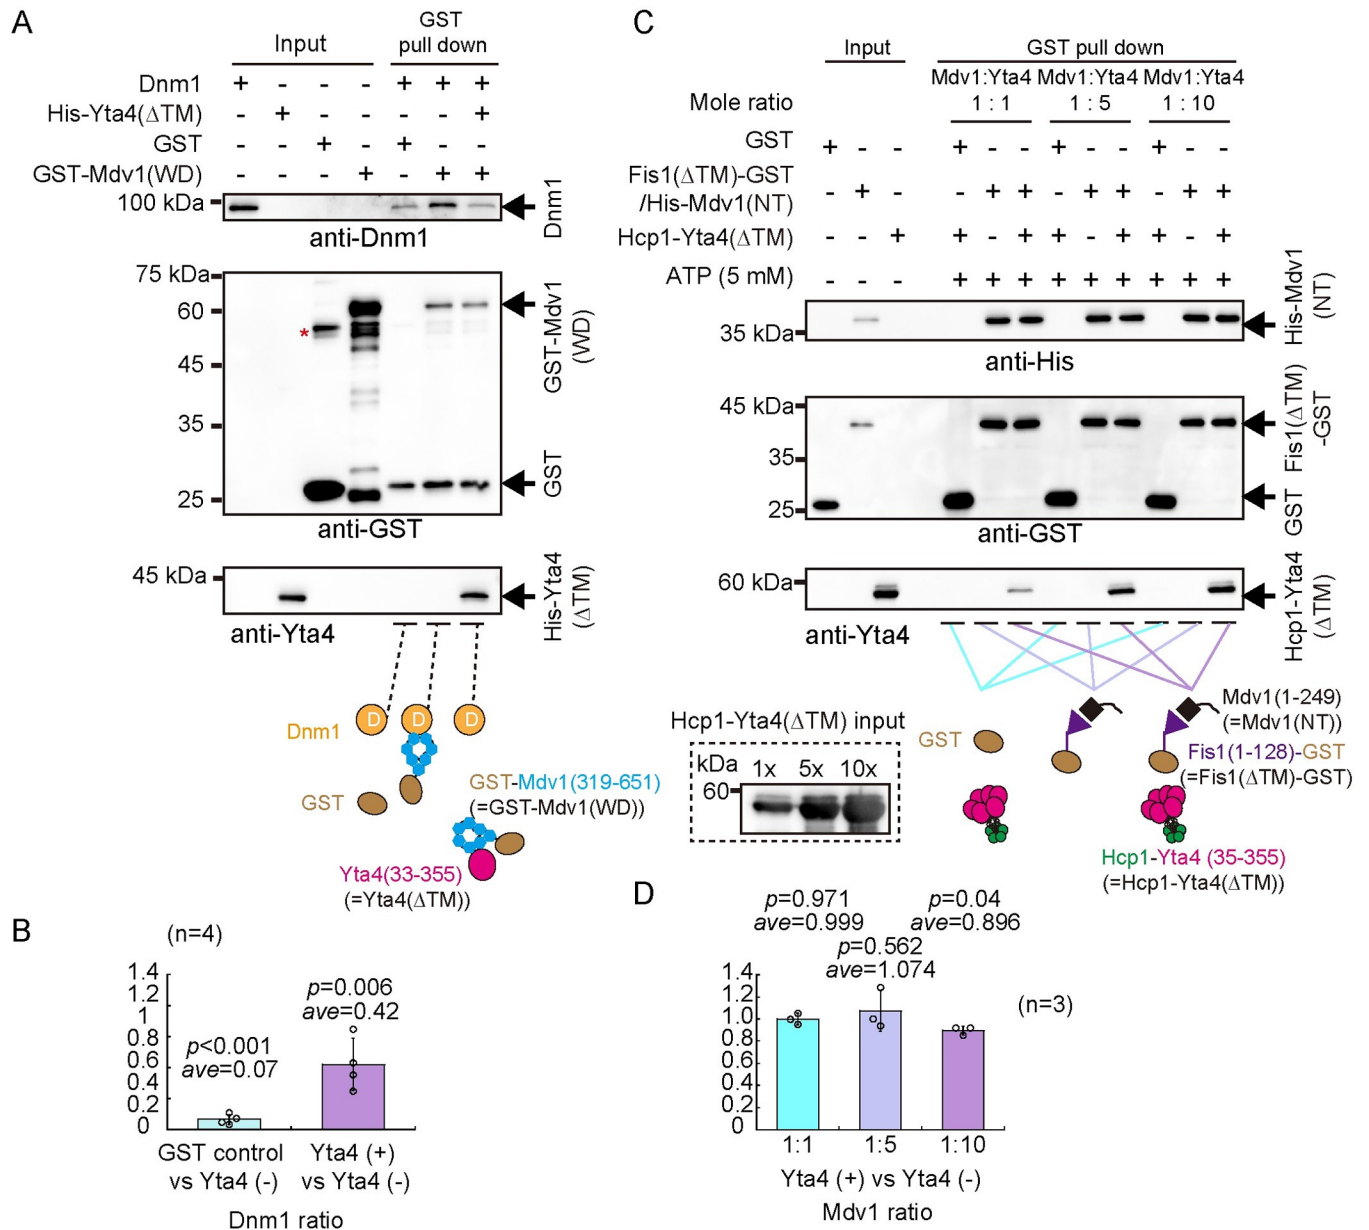 A
Input
GST
pull down
Dnm1
+ - - - + + +
His-Yta4(ΔTM)
- + - - - - +
GST
- - + - + - -
GST-Mdv1(WD)
- - - + - + +
100 kDa
Dnm1
anti-Dnm1
75 kDa
60
*
45
35
25
GST-Mdv1
(WD)
GST
anti-GST
45 kDa
His-Yta4
(ΔTM)
anti-Yta4
D D D
Dnm1
GST
GST-Mdv1(319-651)
(=GST-Mdv1(WD))
Yta4(33-355)
(=Yta4(ΔTM))
B
(n=4)
1.4
1.2
1.0
0.8
0.6
0.4
0.2
0
p<0.001
ave=0.07
p=0.006
ave=0.42
GST control
vs Yta4 (-)
Yta4 (+)
vs Yta4 (-)
Dnm1 ratio
C
Input
GST pull down
Mdv1:Yta4 Mdv1:Yta4 Mdv1:Yta4
Mole ratio
1 : 1 1 : 5 1 : 10
GST
+ - - + - - + - - + - -
Fis1(ΔTM)-GST
/His-Mdv1(NT)
- + - - + + - + + - + +
Hcp1-Yta4(ΔTM)
- - + + - + + - + + - +
ATP (5 mM)
+ + + + + + + + +
35 kDa
His-Mdv1
(NT)
anti-His
45 kDa
35
25
Fis1(ΔTM)
-GST
GST
anti-GST
60 kDa
Hcp1-Yta4
(ΔTM)
anti-Yta4
Hcp1-Yta4(ΔTM) input
kDa
1x 5x 10x
60
GST
Mdv1(1-249)
(=Mdv1(NT))
Fis1(1-128)-GST
(=Fis1(ΔTM)-GST)
Hcp1-Yta4 (35-355)
(=Hcp1-Yta4(ΔTM))
D
p=0.971
ave=0.999
p=0.562
ave=1.074
p=0.04
ave=0.896
(n=3)
1.4
1.2
1.0
0.8
0.6
0.4
0.2
0
1:1 1:5 1:10
Yta4 (+) vs Yta4 (-)
Mdv1 ratio